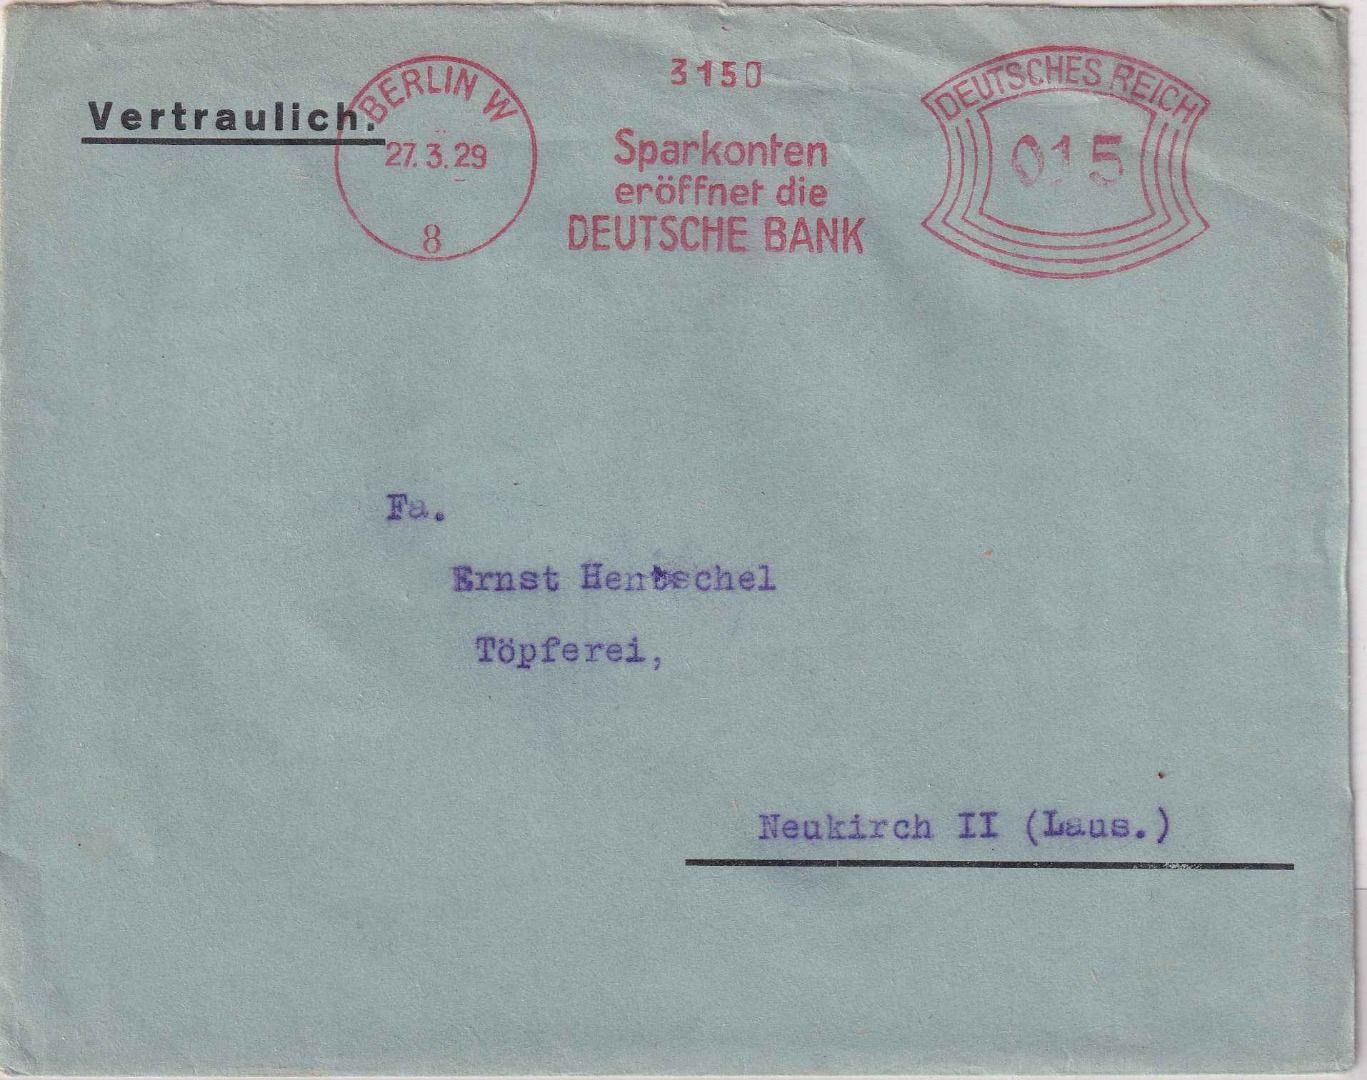 Vertraulich.
BERLIN W
27.3.29
8
3150
Sparkonten
eröffnet die
DEUTSCHE BANK
DEUTSCHES REICH
015
Fa.
Ernst Hentschel
Töpferei,
Neukirch II (Laus.)